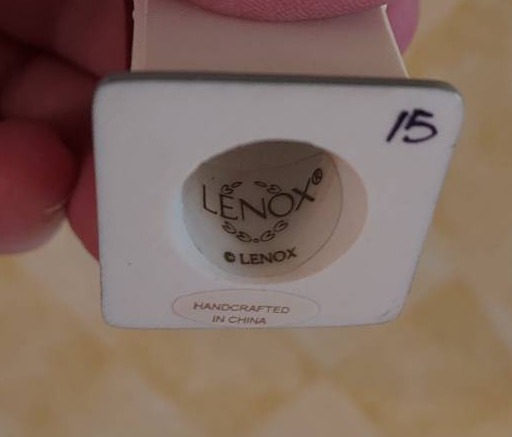 15
LENOX®
© LENOX
HANDCRAFTED
IN CHINA